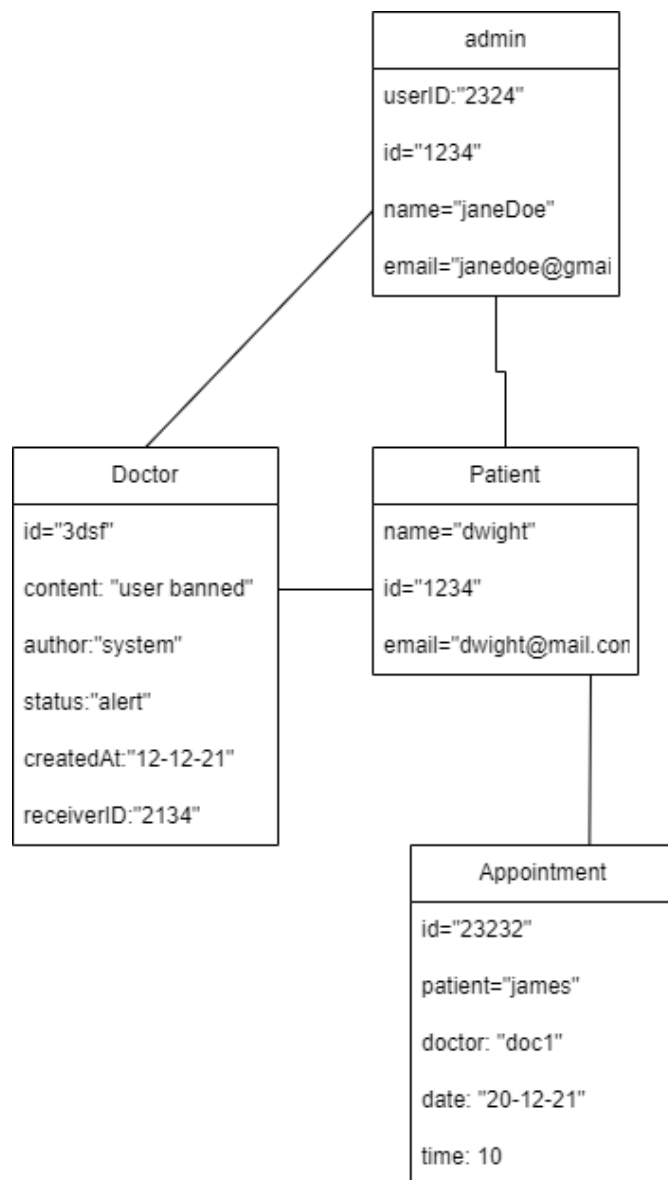 admin
userID:"2324"
id="1234"
name="janeDoe"
email="janedoe@gmai
Doctor
id="3dsf"
content: "user banned"
author:"system"
status:"alert"
createdAt:"12-12-21"
receiverID:"2134"
Patient
name="dwight"
id="1234"
email="dwight@mail.con
Appointment
id="23232"
patient="james"
doctor: "doc1"
date: "20-12-21"
time: 10